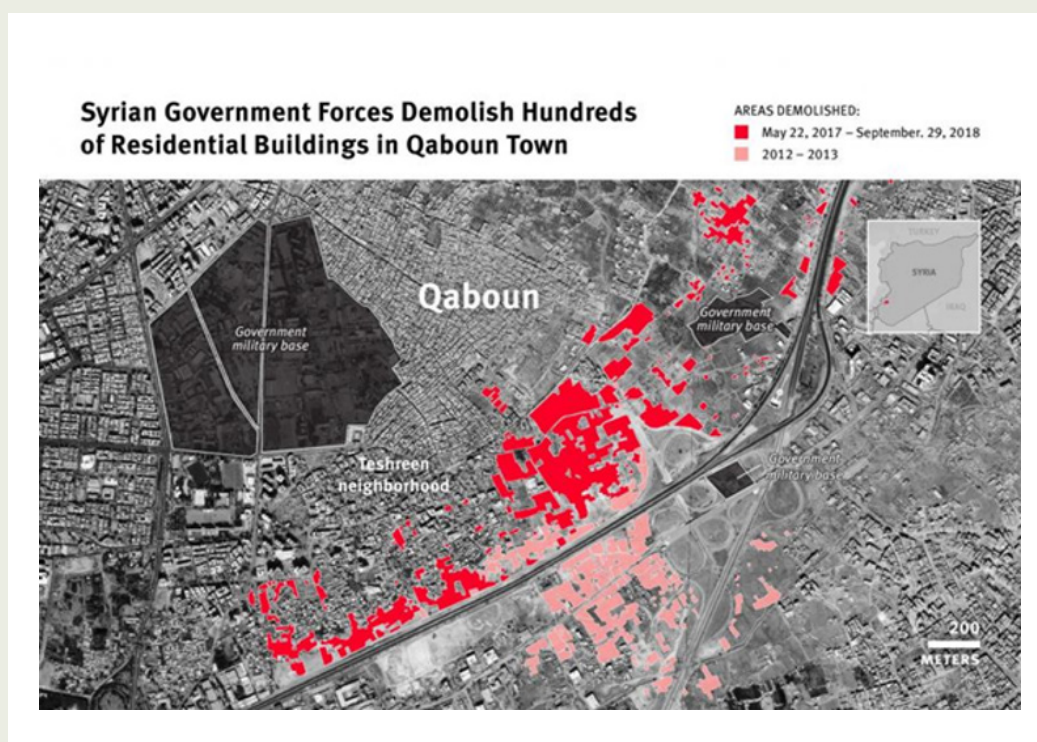 Syrian Government Forces Demolish Hundreds
of Residential Buildings in Qaboun Town
AREAS DEMOLISHED:
May 22, 2017 – September. 29, 2018
2012 – 2013
TURKEY
SYRIA
IRAQ
Qaboun
Government
military base
Government
military base
Teshreen
neighborhood
Government
military base
200
METERS